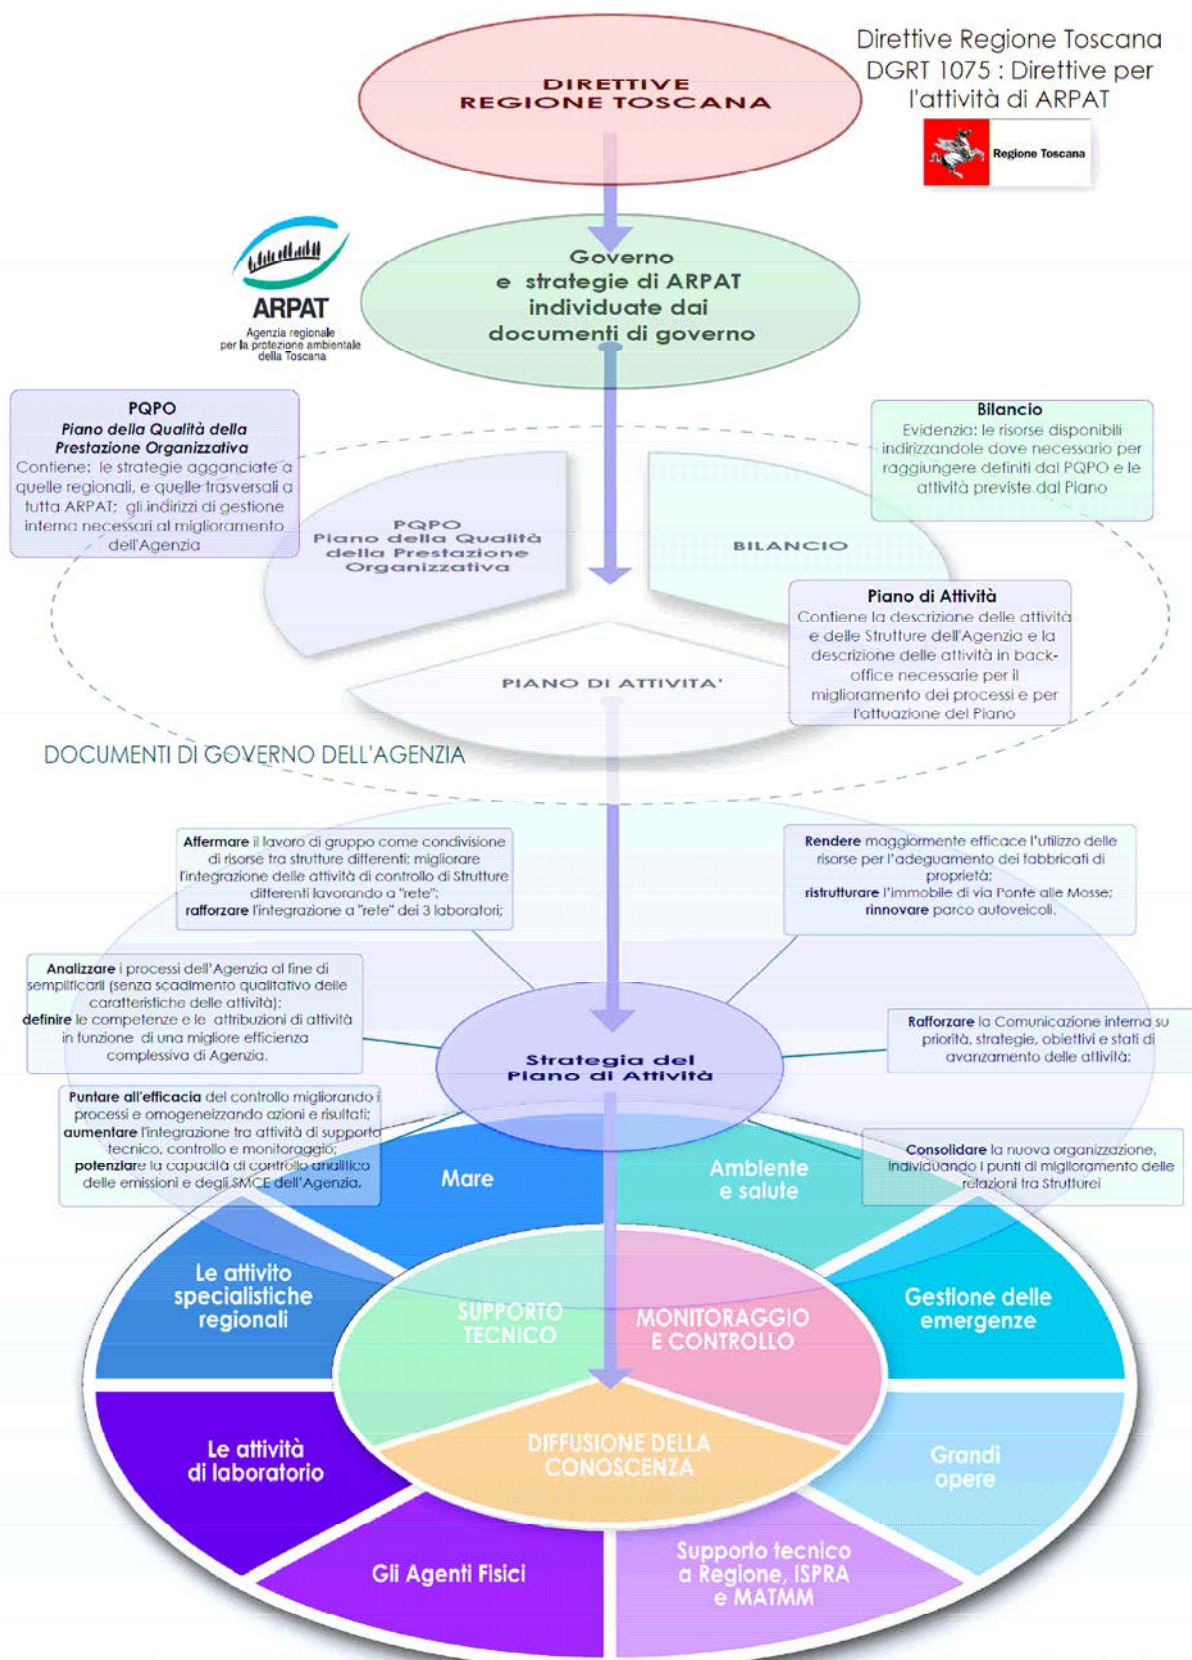 Direttive Regione Toscana
DGRT 1075 : Direttive per
l'attività di ARPAT
Regione Toscana
DIRETTIVE
REGIONE TOSCANA
ARPAT
Agenzia regionale
per la protezione ambientale
della Toscana
Governo
e strategie di ARPAT
individuate dai
documenti di governo
PQPO
Piano della Qualità della
Prestazione Organizzativa
Contiene: le strategie agganciate a
quelle regionali, e quelle trasversali a
tutta ARPAT; gli indirizzi di gestione
interna necessari al miglioramento
dell'Agenzia
Bilancio
Evidenzia: le risorse disponibili
indirizzandole dove necessario per
raggiungere definiti dal PQPO e le
attività previste dal Piano
PQPO
Piano della Qualità
della Prestazione
Organizzativa
BILANCIO
Piano di Attività
Contiene la descrizione delle attività
e delle Strutture dell'Agenzia e la
descrizione delle attività in back-
office necessarie per il
miglioramento dei processi e per
l'attuazione del Piano
PIANO DI ATTIVITA'
DOCUMENTI DI GOVERNO DELL'AGENZIA
Affermare il lavoro di gruppo come condivisione
di risorse tra strutture differenti; migliorare
l'integrazione delle attività di controllo di Strutture
differenti lavorando a "rete";
rafforzare l'integrazione a "rete" dei 3 laboratori;
Rendere maggiormente efficace l'utilizzo delle
risorse per l'adeguamento dei fabbricati di
proprietà;
ristrutturare l'immobile di via Ponte alle Mosse;
rinnovare parco autoveicoli.
Analizzare i processi dell'Agenzia al fine di
semplificarli (senza scadimento qualitativo delle
caratteristiche delle attività);
definire le competenze e le attribuzioni di attività
in funzione di una migliore efficienza
complessiva di Agenzia.
Rafforzare la Comunicazione interna su
priorità, strategie, obiettivi e stati di
avanzamento delle attività;
Strategia del
Piano di Attività
Puntare all'efficacia del controllo migliorando i
processi e omogeneizzando azioni e risultati;
aumentare l'integrazione tra attività di supporto
tecnico, controllo e monitoraggio;
potenziare la capacità di controllo analitico
delle emissioni e degli SMCE dell'Agenzia.
Consolidare la nuova organizzazione,
individuando i punti di miglioramento delle
relazioni tra Strutturei
Mare
Ambiente
e salute
Le attivito
specialistiche
regionali
SUPPORTO
TECNICO
MONITORAGGIO
E CONTROLLO
Gestione delle
emergenze
Le attività
di laboratorio
DIFFUSIONE DELLA
CONOSCENZA
Grandi
opere
Gli Agenti Fisici
Supporto tecnico
a Regione, ISPRA
e MATMM